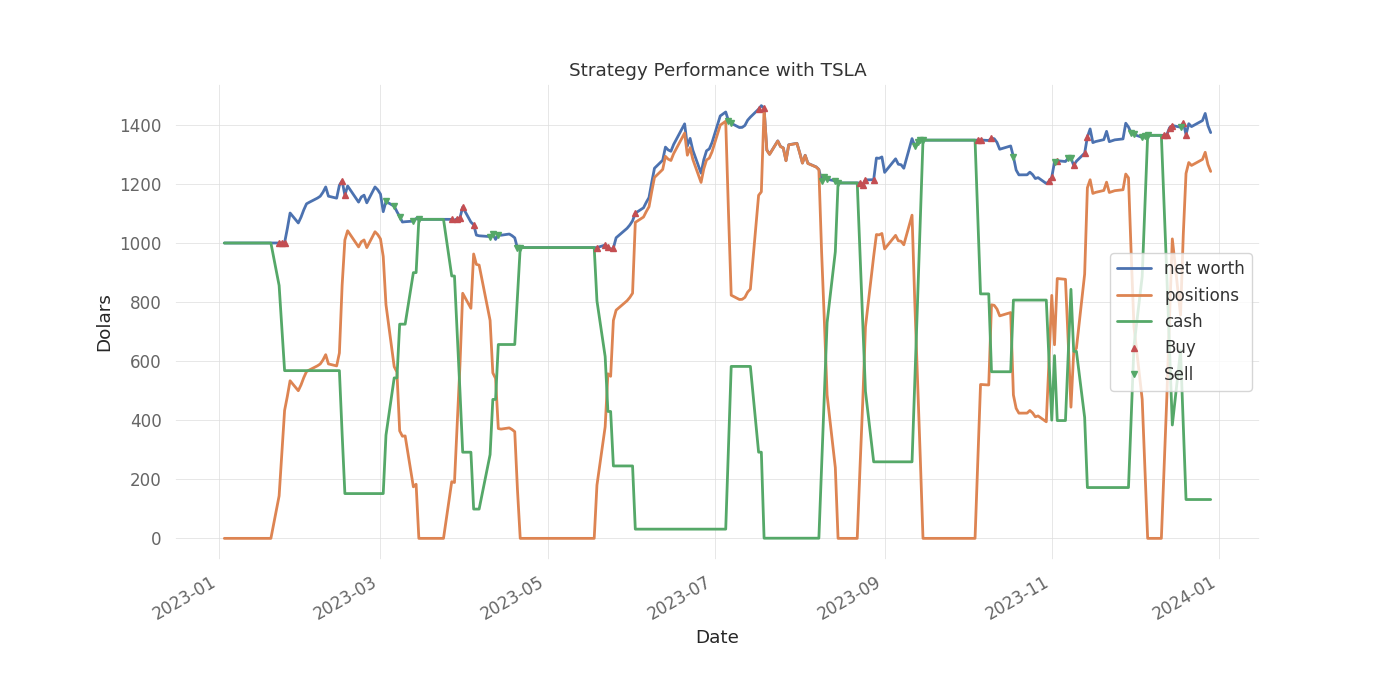 Strategy Performance with TSLA
1400
1200
1000
800
600
400
200
0
Dolars
net worth
positions
cash
Buy
Sell
2023-01
2023-03
2023-05
2023-07
2023-09
2023-11
2024-01
Date